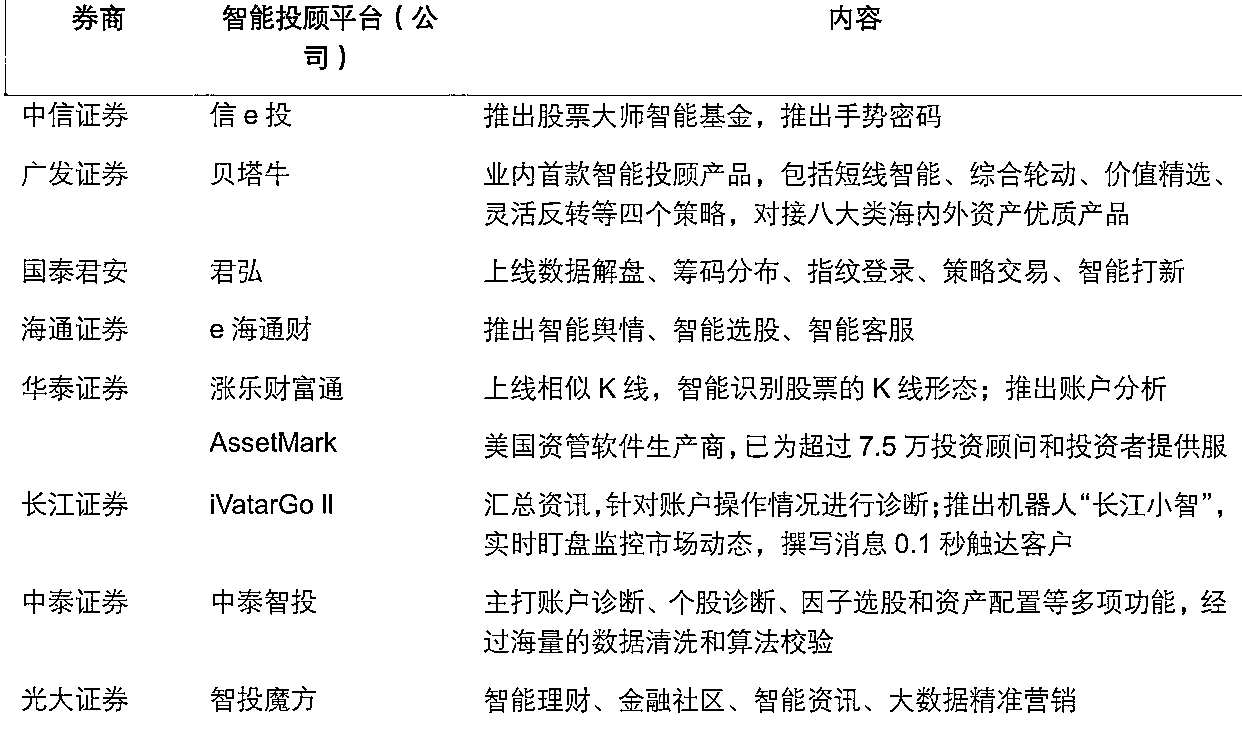 券商 智能投顾平台（公司） 内容
中信证券 信e投 推出股票大师智能基金，推出手势密码
广发证券 贝塔牛 业内首款智能投顾产品，包括短线智能、综合轮动、价值精选、
灵活反转等四个策略，对接八大类海内外资产优质产品
国泰君安 君弘 上线数据解盘、筹码分布、指纹登录、策略交易、智能打新
海通证券 e海通财 推出智能舆情、智能选股、智能客服
华泰证券 涨乐财富通 上线相似K线，智能识别股票的K线形态；推出账户分析
AssetMark 美国资管软件生产商，已为超过7.5万投资顾问和投资者提供服
长江证券 iVatarGo II 汇总资讯，针对账户操作情况进行诊断；推出机器人“长江小智”，
实时盯盘监控市场动态，撰写消息0.1秒触达客户
中泰证券 中泰智投 主打账户诊断、个股诊断、因子选股和资产配置等多项功能，经
过海量的数据清洗和算法校验
光大证券 智投魔方 智能理财、金融社区、智能资讯、大数据精准营销